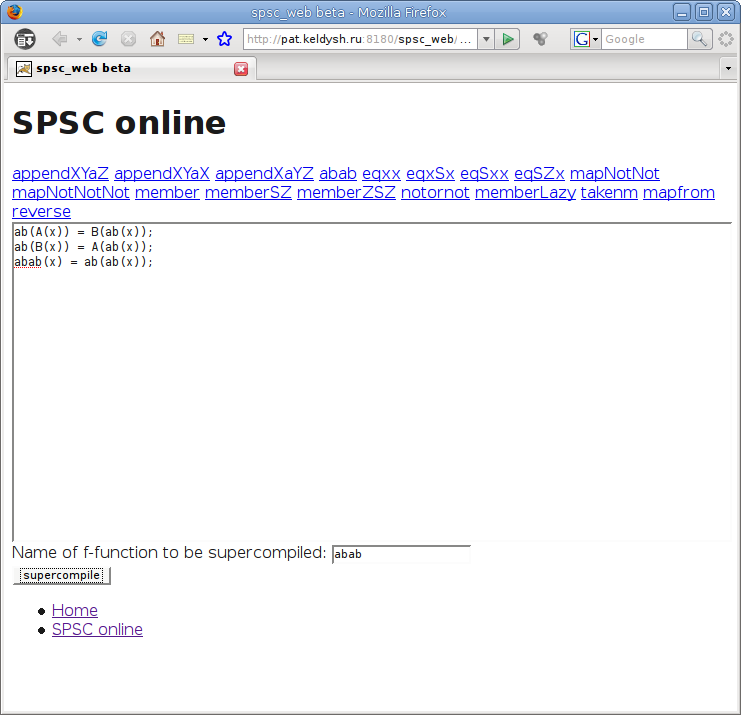 spsc_web beta - Mozilla Firefox
http://pat.keldysh.ru:8180/spsc_web/ ...
G
Google
spsc_web beta
SPSC online
appendXYaZ appendXYaX appendXaYZ abab eqxx eqxSx eqSxx eqSZx mapNotNot
mapNotNotNot member memberSZ memberZSZ notornot memberLazy takenm mapfrom
reverse
ab(A(x)) = B(ab(x));
ab(B(x)) = A(ab(x));
abab(x) = ab(ab(x));
Name of f-function to be supercompiled: abab
supercompile
Home
SPSC online